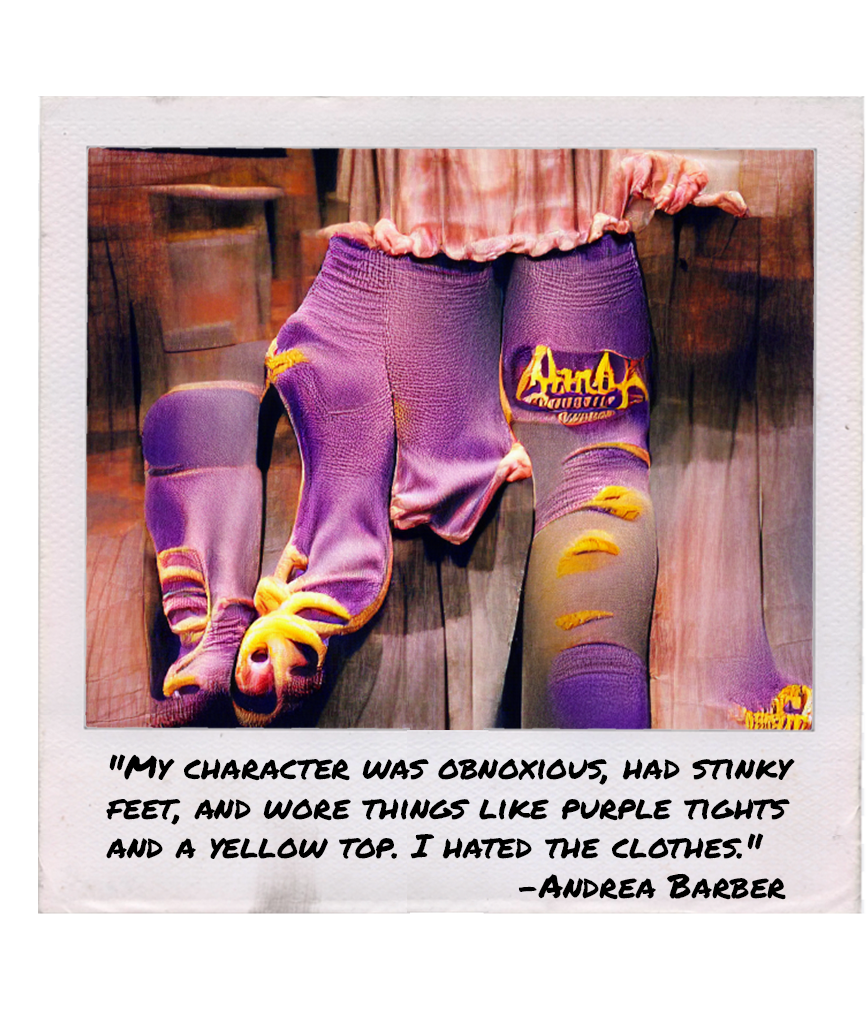 "My character was obnoxious, had stinky
feet, and wore things like purple tights
and a yellow top. I hated the clothes."
-Andrea Barber